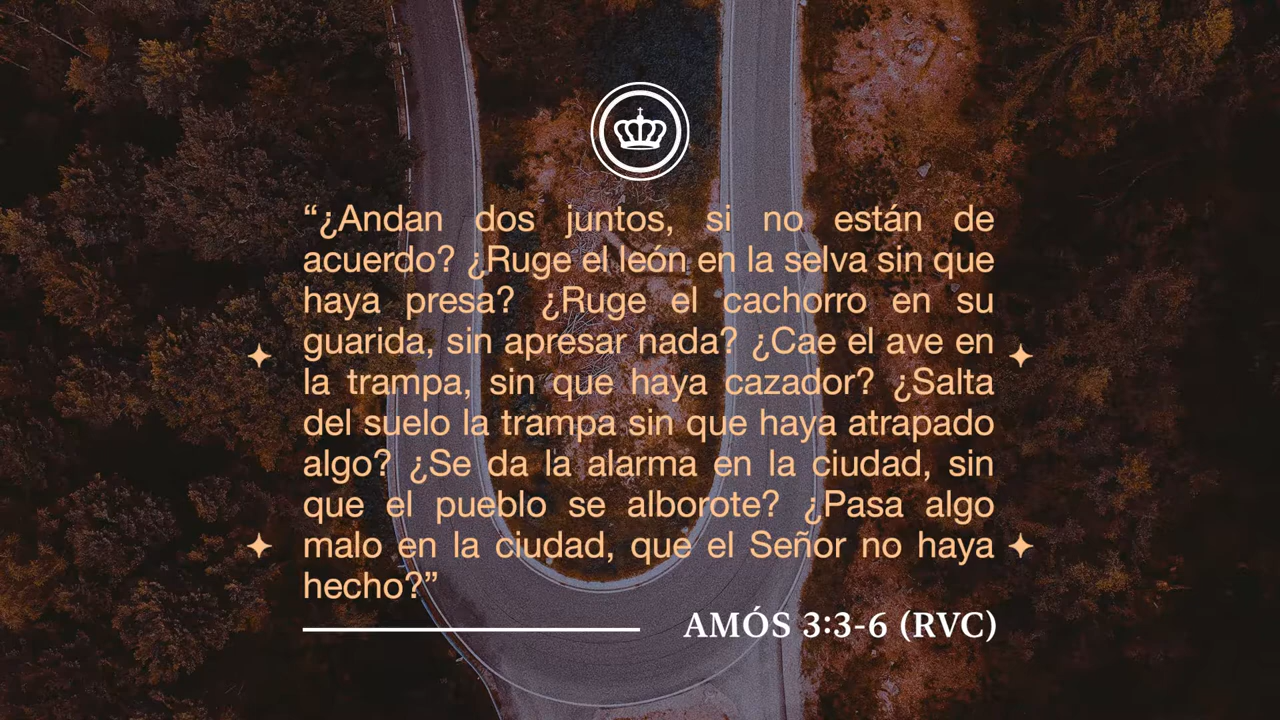 “¿Andan dos juntos, si no están de
acuerdo? ¿Ruge el león en la selva sin que
haya presa? ¿Ruge el cachorro en su
guarida, sin apresar nada? ¿Cae el ave en
la trampa, sin que haya cazador? ¿Salta
del suelo la trampa sin que haya atrapado
algo? ¿Se da la alarma en la ciudad, sin
que el pueblo se alborote? ¿Pasa algo
malo en la ciudad, que el Señor no haya
hecho?”
AMÓS 3:3-6 (RVC)